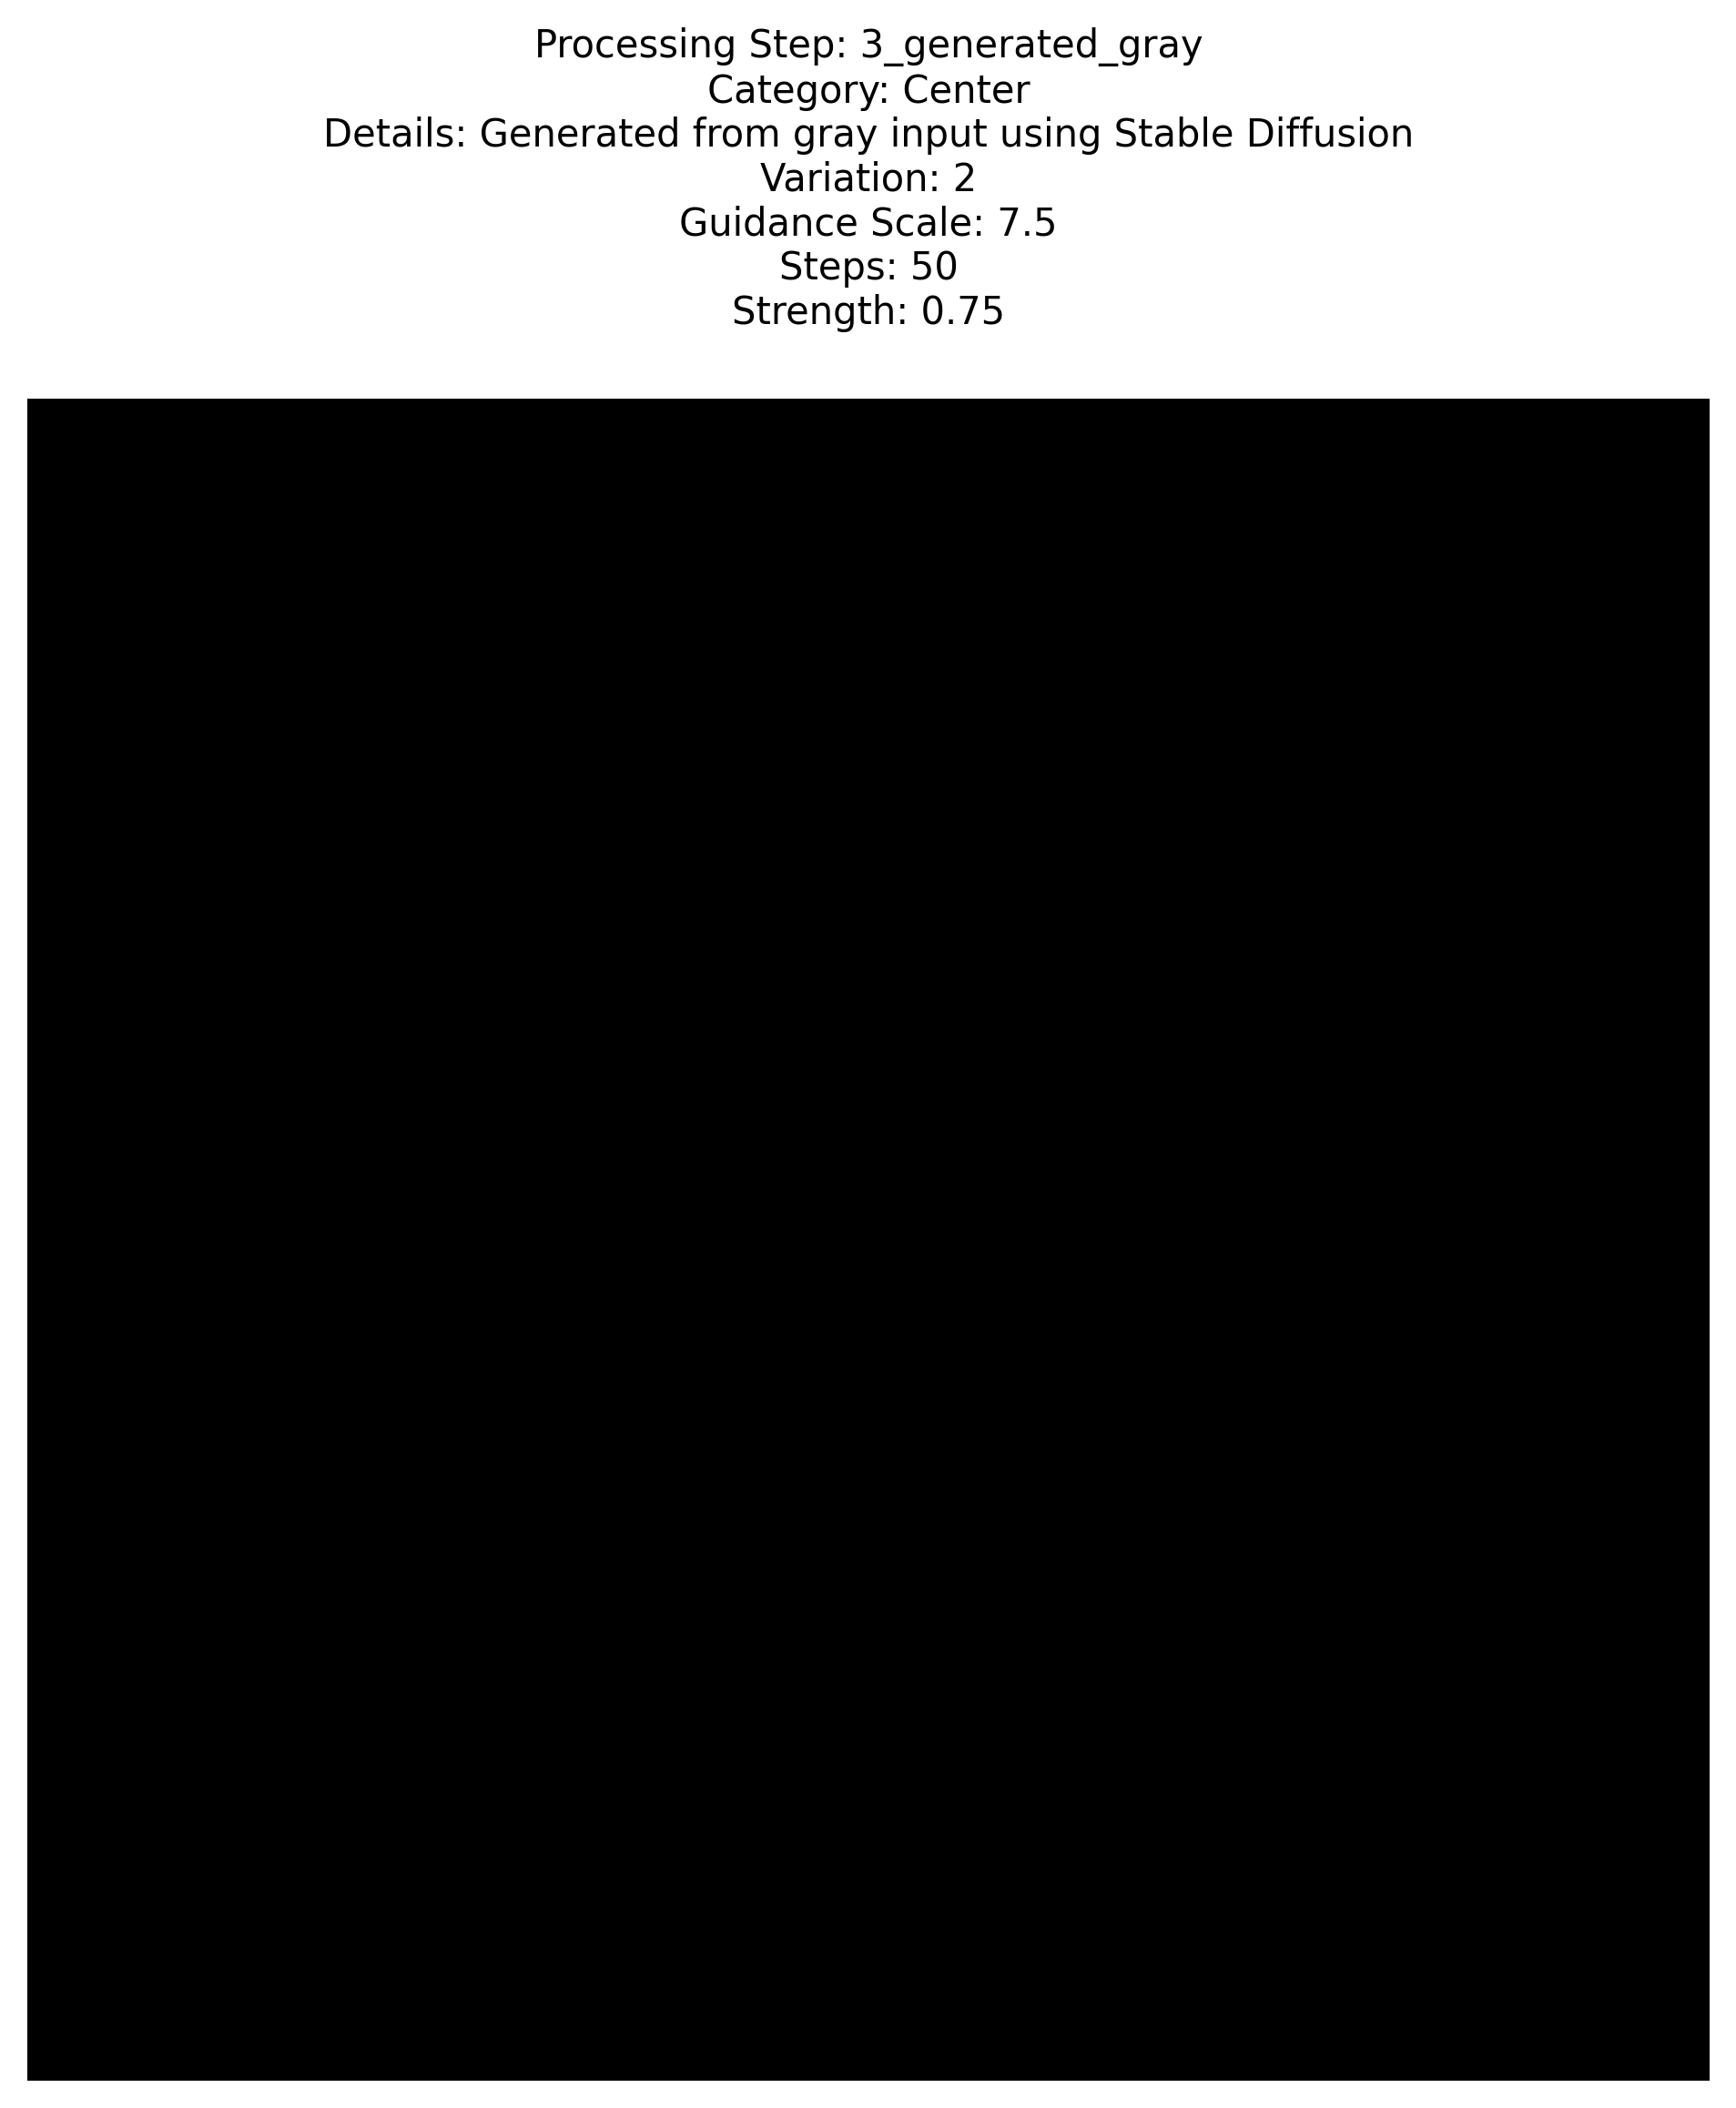 Processing Step: 3_generated_gray
Category: Center
Details: Generated from gray input using Stable Diffusion
Variation: 2
Guidance Scale: 7.5
Steps: 50
Strength: 0.75